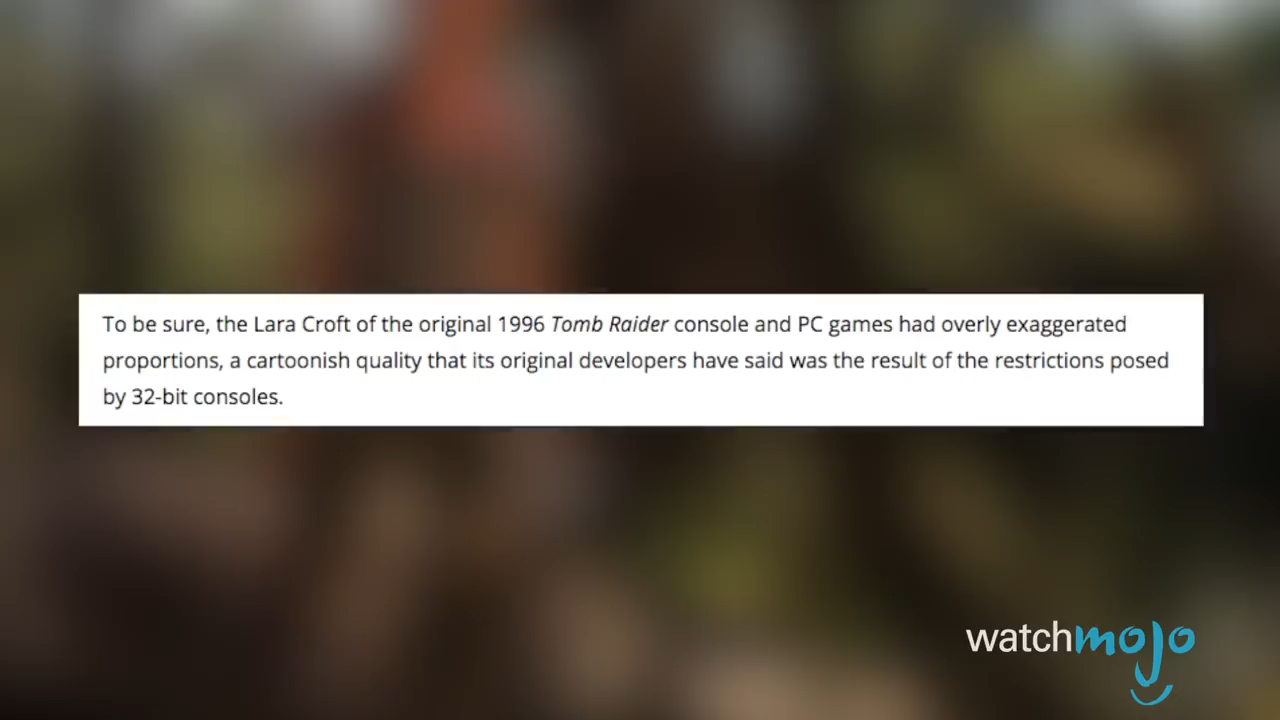 To be sure, the Lara Croft of the original 1996 Tomb Raider console and PC games had overly exaggerated
proportions, a cartoonish quality that its original developers have said was the result of the restrictions posed
by 32-bit consoles.
watchmojo